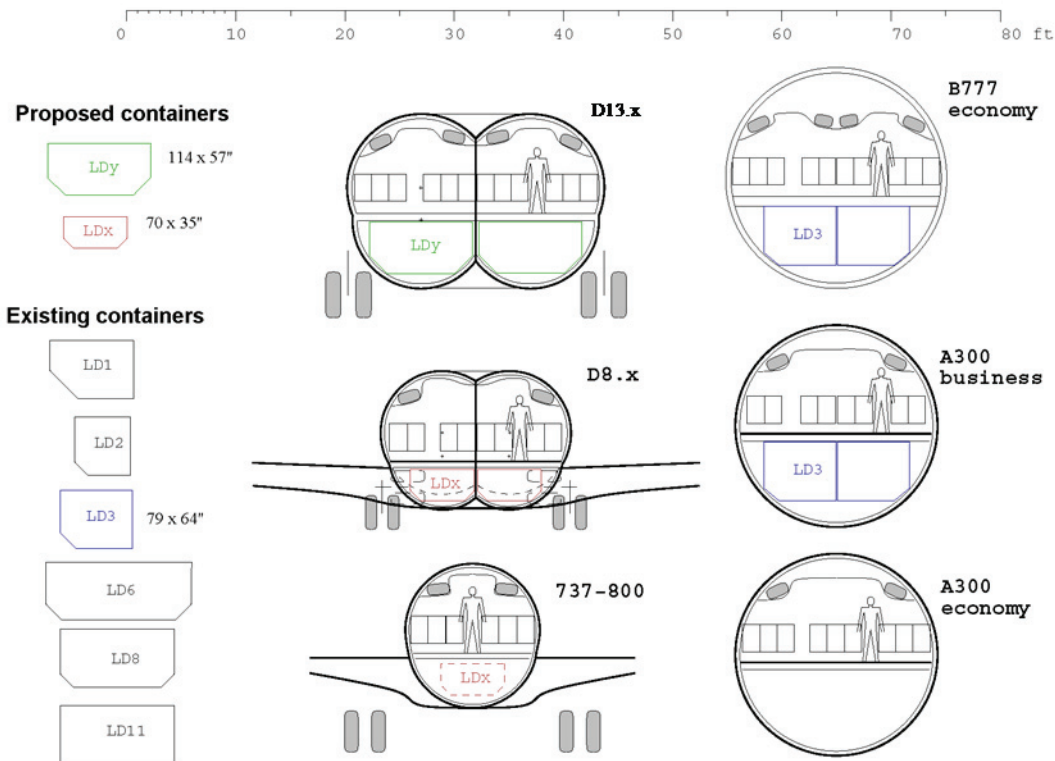 0 10 20 30 40 50 60 70 80 ft
Proposed containers
LDy
114 x 57"
LDx
70 x 35"
Existing containers
LD1
LD2
LD3
79 x 64"
LD6
LD8
LD11
D13.x
LDy
D8.x
LDx
737-800
LDx
B777
economy
LD3
A300
business
LD3
A300
economy